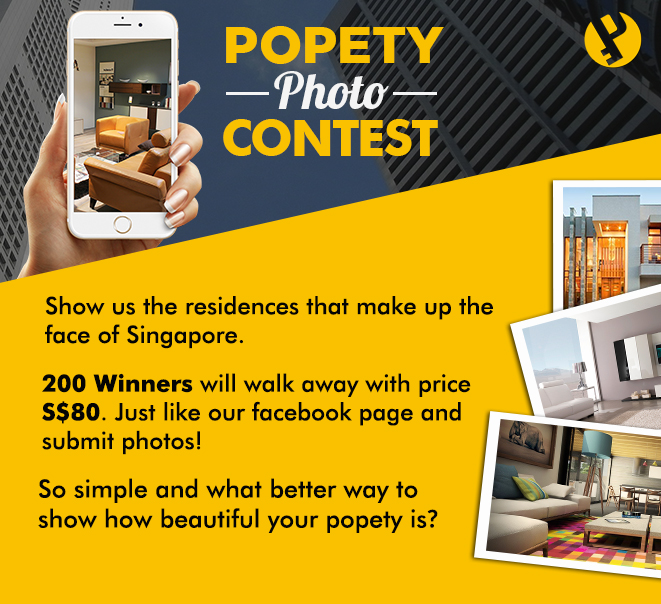 POPETY
Photo
CONTEST
Show us the residences that make up the
face of Singapore.
200 Winners will walk away with price
S$80. Just like our facebook page and
submit photos!
So simple and what better way to
show how beautiful your popety is?